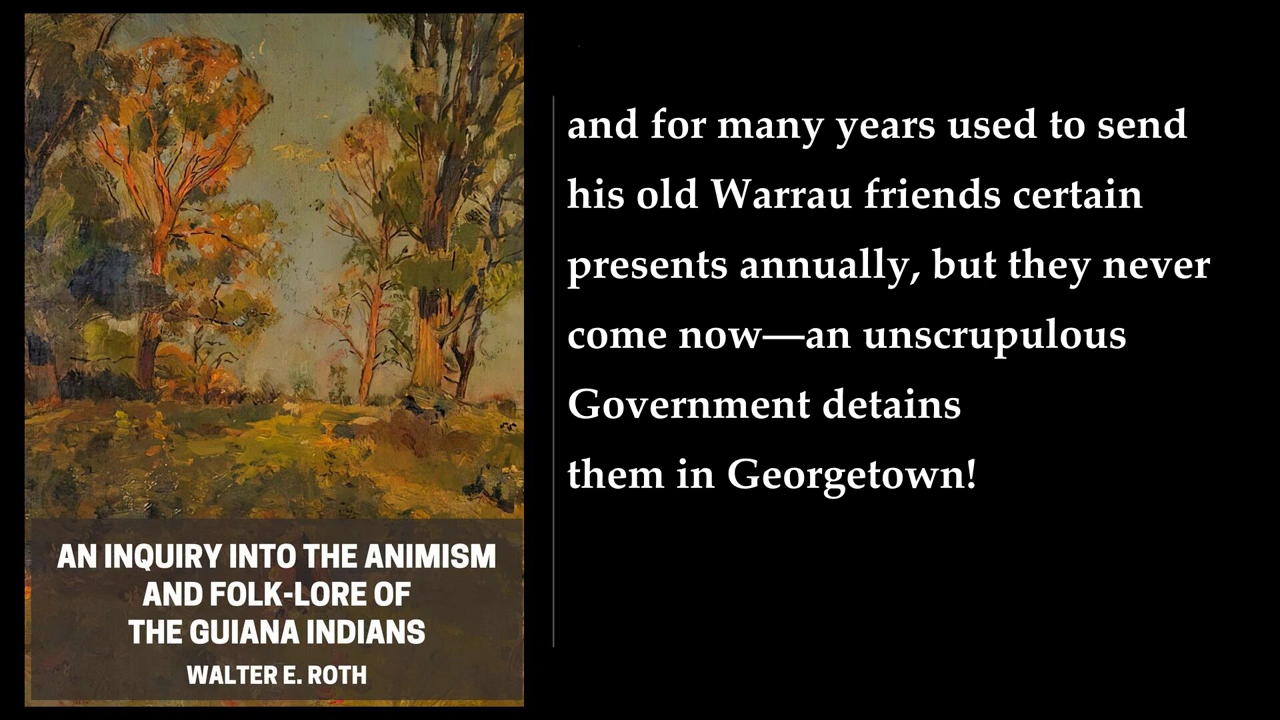 and for many years used to send
his old Warrau friends certain
presents annually, but they never
come now—an unscrupulous
Government detains
them in Georgetown!
AN INQUIRY INTO THE ANIMISM
AND FOLK-LORE OF
THE GUIANA INDIANS
WALTER E. ROTH